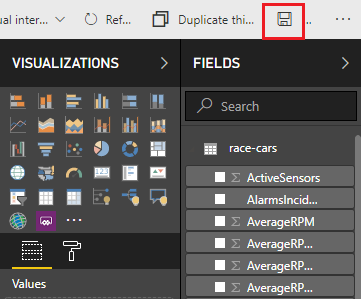 ual inter... Ref... Duplicate thi... ...
VISUALIZATIONS
FIELDS
Search
race-cars
ActiveSensors
AlarmsIncid...
AverageRPM
AverageRP...
AverageRP...
AverageRP...
Values